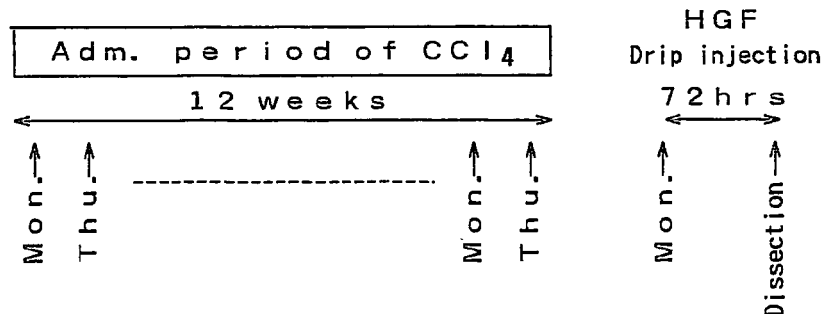 HGF
Adm. period of CCl4
Drip injection
12 weeks
72hrs
Mon.
Thu.
Mon.
Thu.
Mon.
Dissection